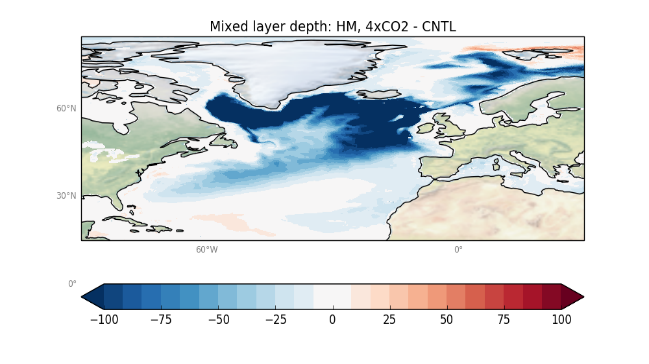 Mixed layer depth: HM, 4xCO2 - CNTL
60°N
30°N
60°W 0°
0°
−100 −75 −50 −25 0 25 50 75 100